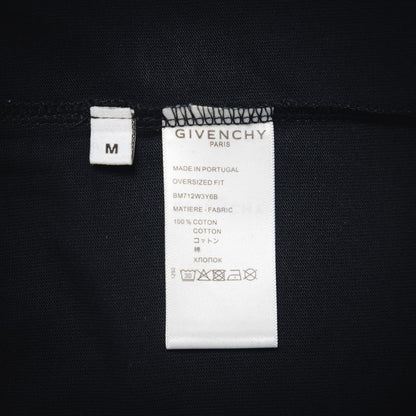 M
GIVENCHY
PARIS
MADE IN PORTUGAL
OVERSIZED FIT
BM712W3Y6B
MATIERE - FABRIC
100 % COTON
COTTON
コットン
棉
ХЛОПОК